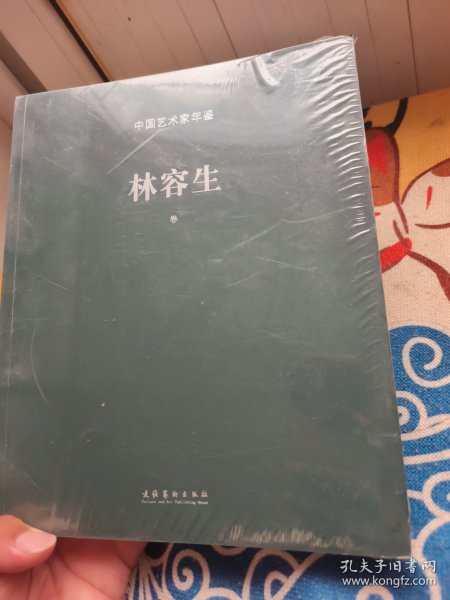 中国艺术家年鉴
林容生
卷
文化艺术出版社
Culture and Art Publishing House
孔夫子旧书网
www.kongfz.com